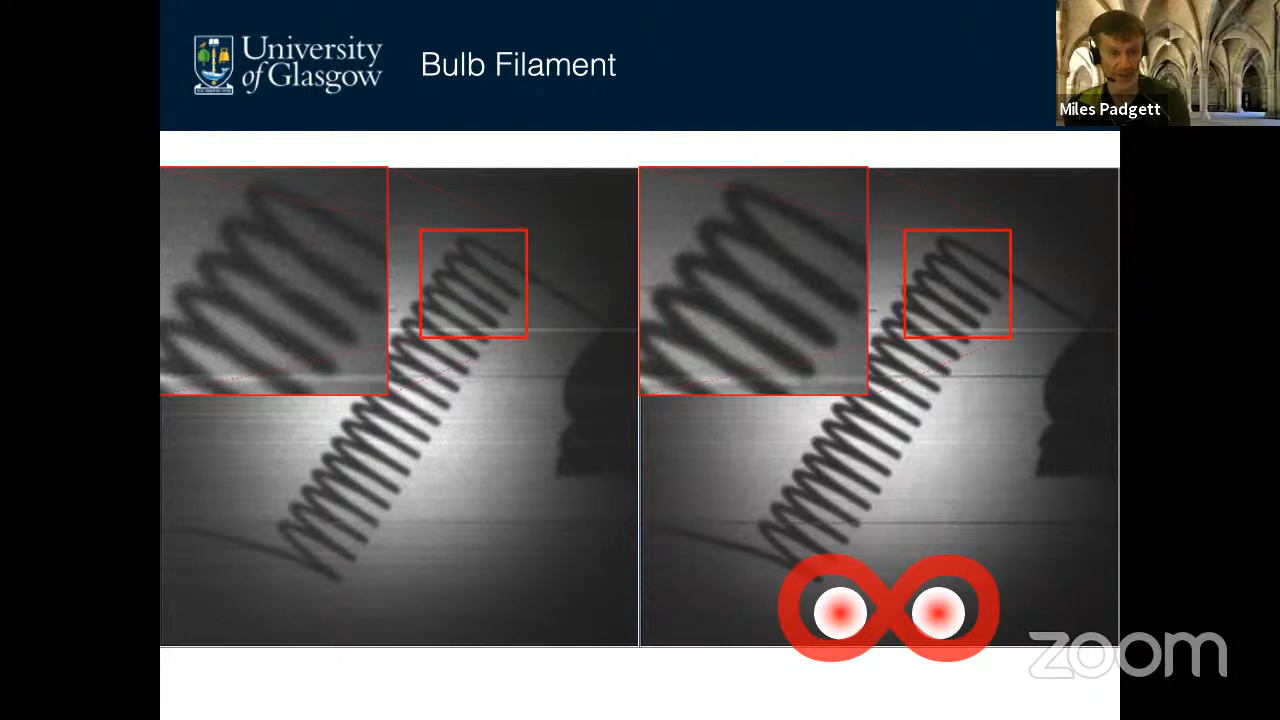 University
of Glasgow
Bulb Filament
Miles Padgett
zoom